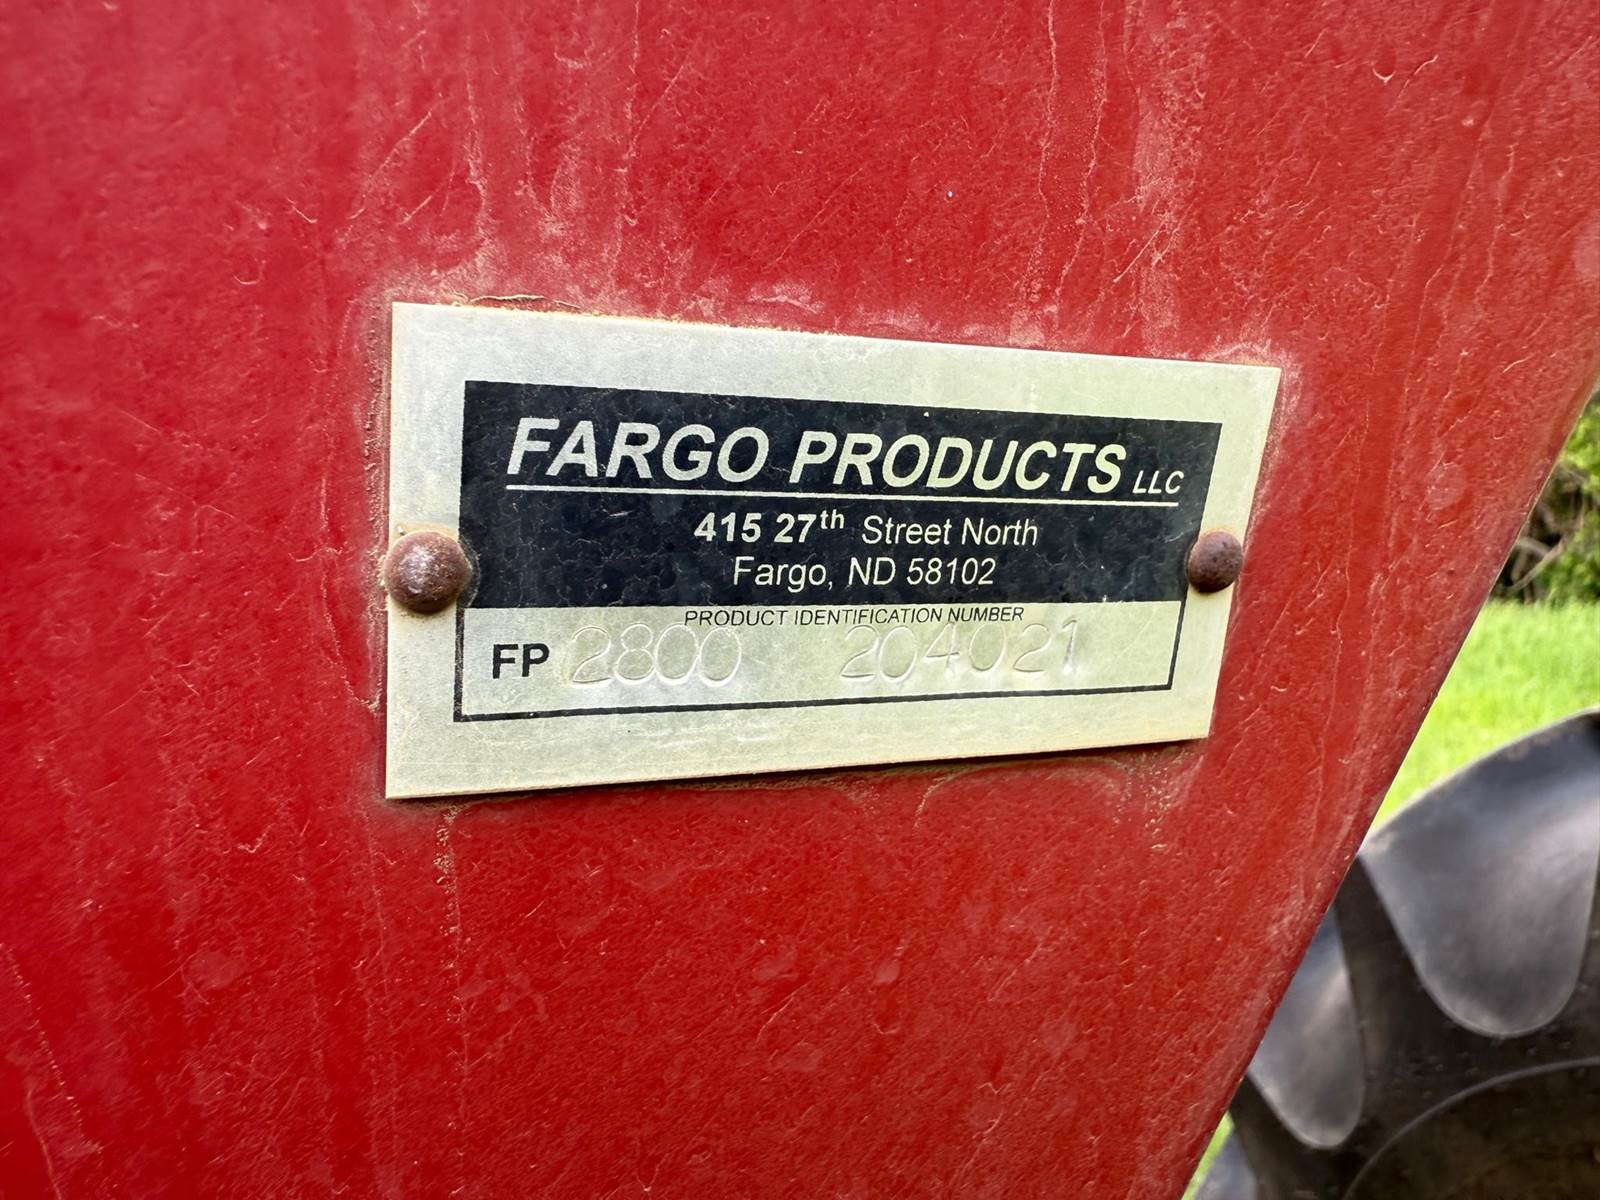 FARGO PRODUCTS LLC
415 27th Street North
Fargo, ND 58102
PRODUCT IDENTIFICATION NUMBER
FP 2800 204021